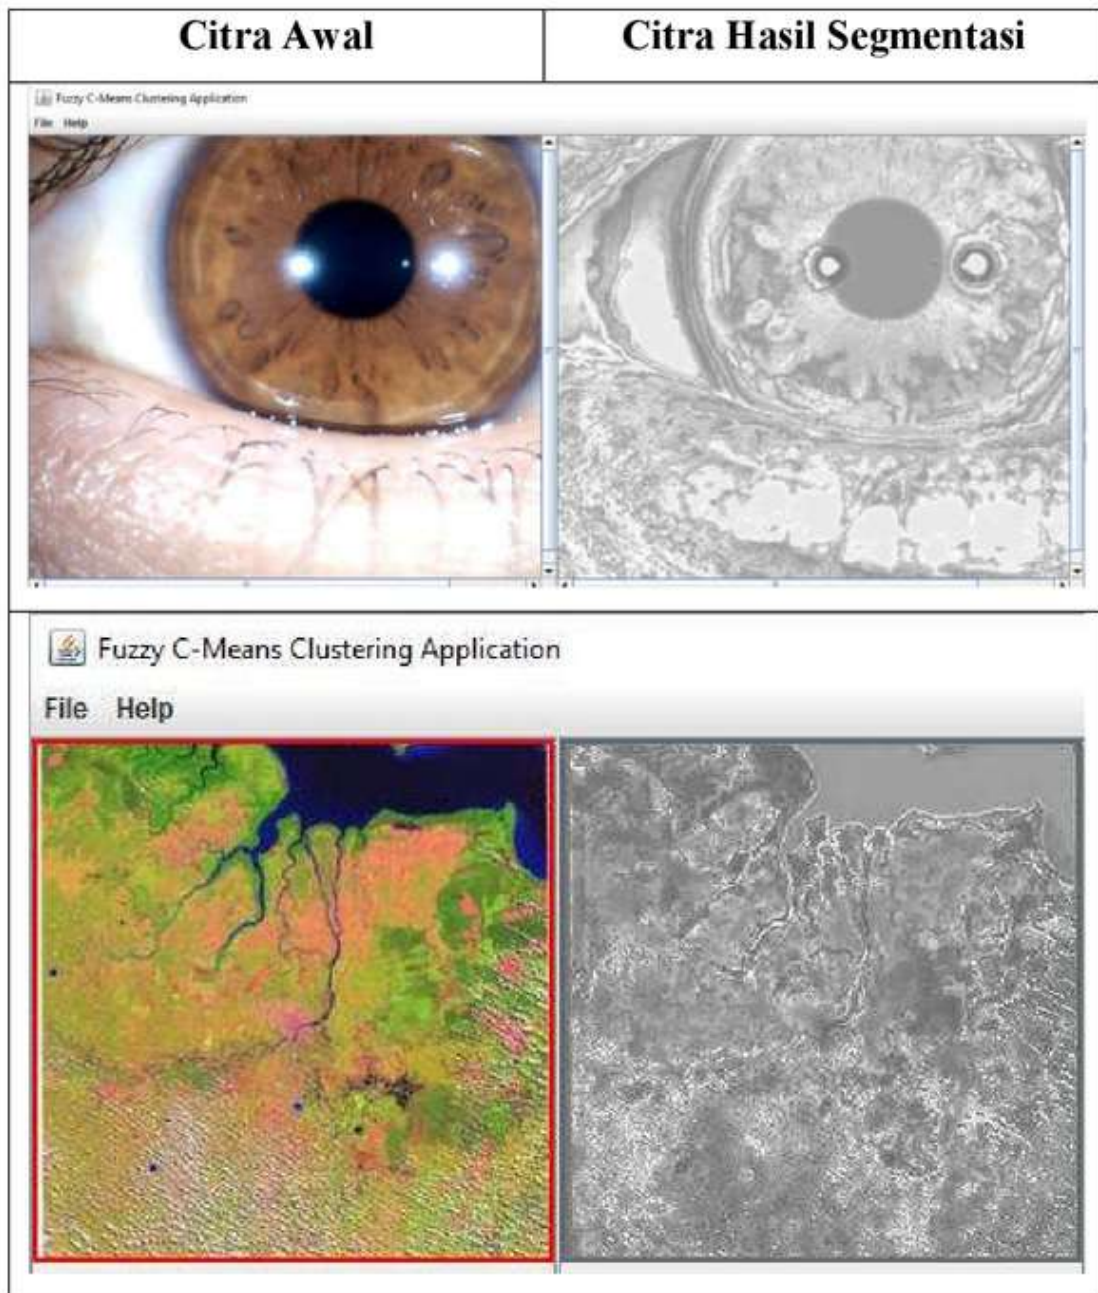 Citra Awal
Citra Hasil Segmentasi
Fuzzy C-Means Clustering Application
File Help
Fuzzy C-Means Clustering Application
File Help